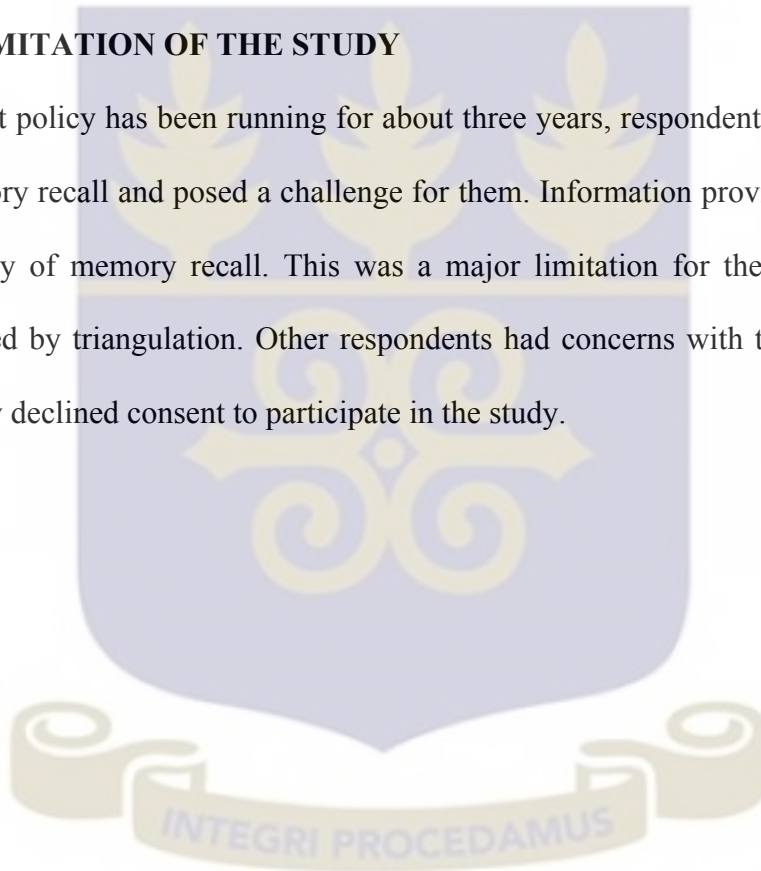 MITATION OF THE STUDY
t policy has been running for about three years, respondent
ory recall and posed a challenge for them. Information prov
y of memory recall. This was a major limitation for the
ed by triangulation. Other respondents had concerns with t
y declined consent to participate in the study.
INTEGRI PROCEDAMUS